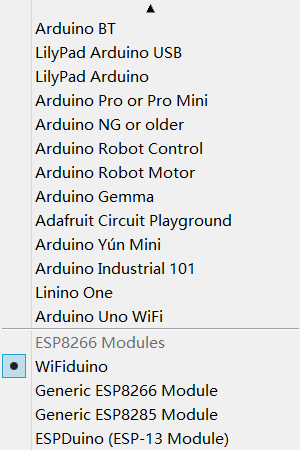 Arduino BT
LilyPad Arduino USB
LilyPad Arduino
Arduino Pro or Pro Mini
Arduino NG or older
Arduino Robot Control
Arduino Robot Motor
Arduino Gemma
Adafruit Circuit Playground
Arduino Yún Mini
Arduino Industrial 101
Linino One
Arduino Uno WiFi
ESP8266 Modules
WiFiduino
Generic ESP8266 Module
Generic ESP8285 Module
ESPDuino (ESP-13 Module)